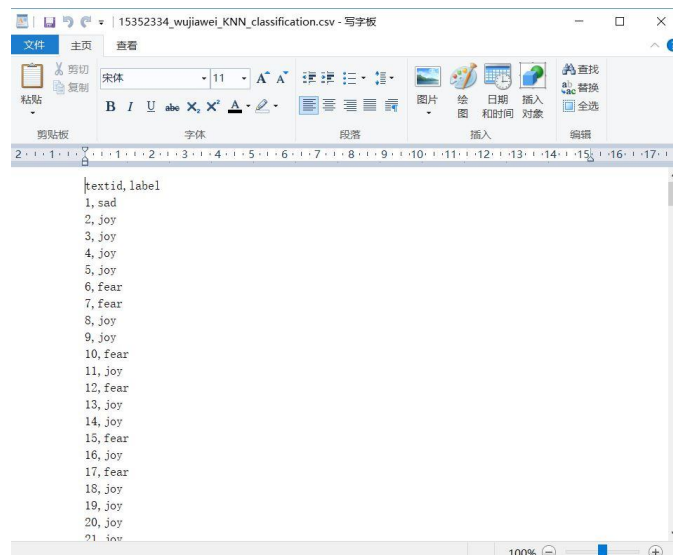 15352334_wujiawei_KNN_classification.csv - 写字板
文件 主页 查看
粘贴
剪切
复制
宋体 11 A A
B I U abc X₂ X² A
图片
绘图
日期和时间
插入对象
查找
替换
全选
剪贴板 字体 段落 插入 编辑
2 1 1 2 3 4 5 6 7 8 9 10 11 12 13 14 15 16 17
textid,label
1,sad
2,joy
3,joy
4,joy
5,joy
6,fear
7,fear
8,joy
9,joy
10,fear
11,joy
12,fear
13,joy
14,joy
15,fear
16,joy
17,fear
18,joy
19,joy
20,joy
21,joy
100%